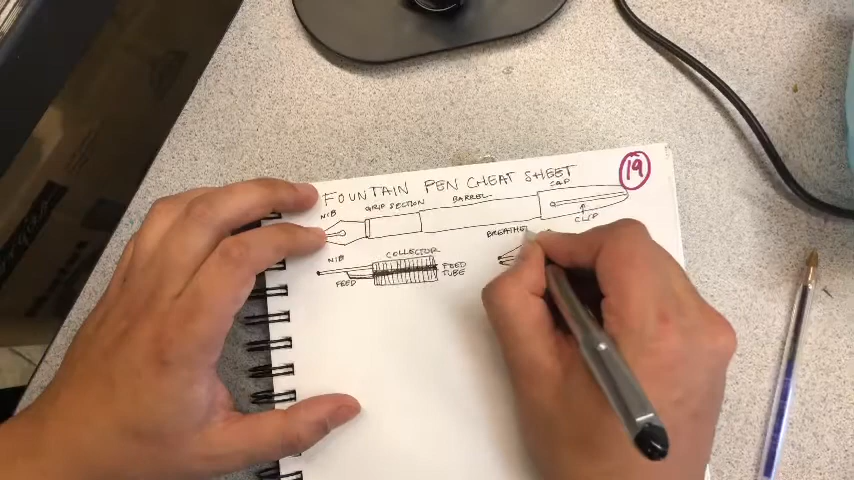 FOUNTAIN PEN CHEAT SHEET
19
NIB
GRIP SECTION
BARREL
CAP
CLIP
NIB
COLLECTOR
FEED
FEED
TUBE
BREATHER